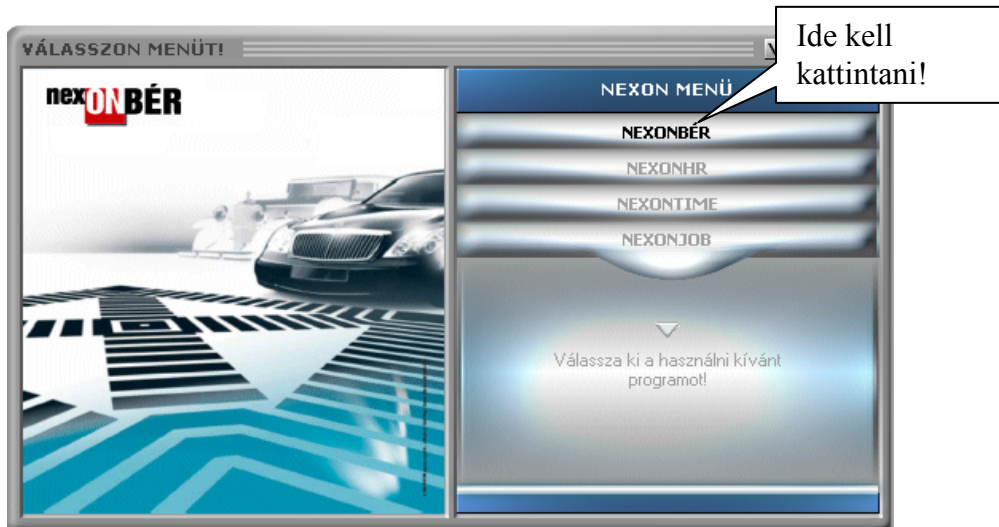 Ide kell
kattintani!
VÁLASSZON MENÜT!
nexONBÉR
NEXON MENÜ
NEXONBÉR
NEXONHR
NEXONTIME
NEXONJOB
Válassza ki a használni kívánt
programot!